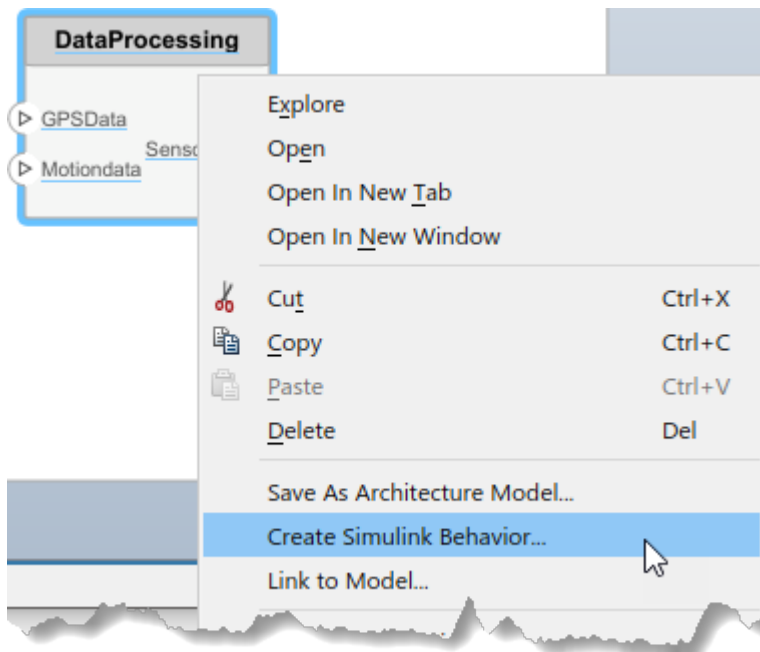 DataProcessing
GPSData
Motiondata
Explore
Open
Open In New Tab
Open In New Window
Cut Ctrl+X
Copy Ctrl+C
Paste Ctrl+V
Delete Del
Save As Architecture Model...
Create Simulink Behavior...
Link to Model...